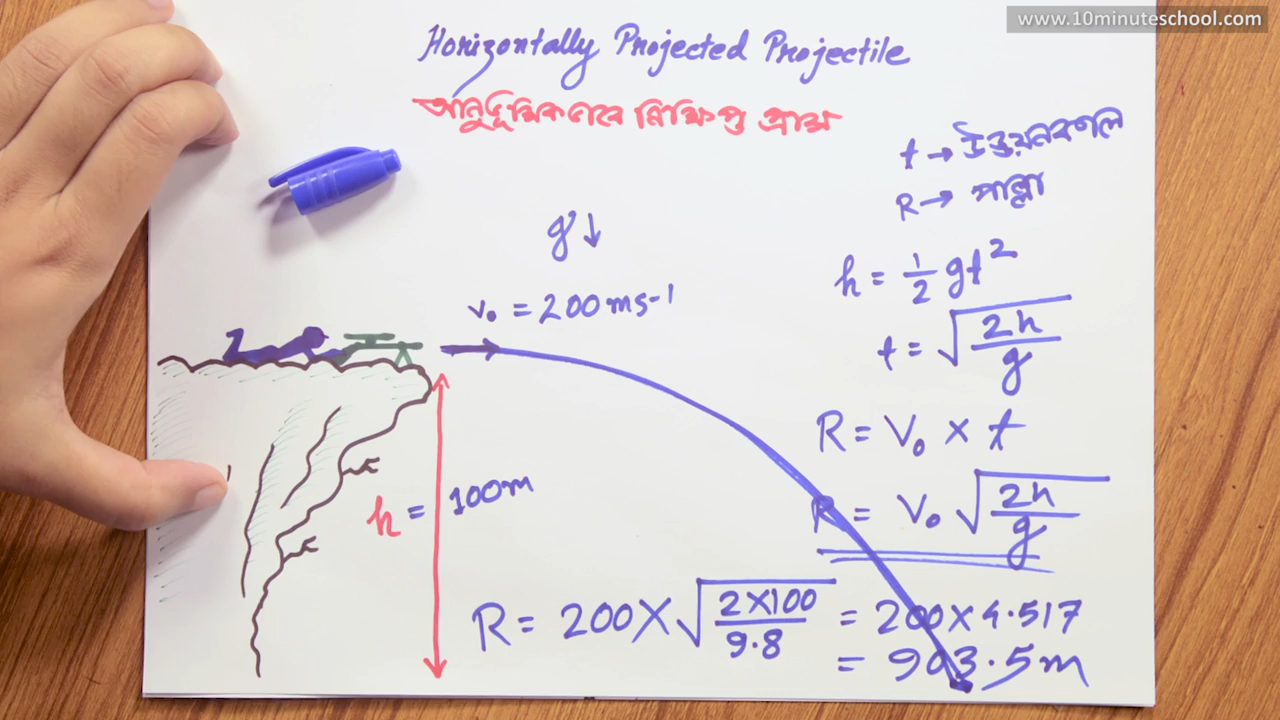 www.10minuteschool.com
Horizontally Projected Projectile
আনুভূমিকভাবে নিক্ষিপ্ত প্রাস
t → উড্ডয়নকাল
R → পাল্লা
g ↓
v₀ = 200 ms⁻¹
h = 1/2 gt²
t = √(2h/g)
R = V₀ × t
R = V₀ √(2h/g)
h = 100m
R = 200 × √(2×100/9.8) = 200 × 4.517
= 903.5m